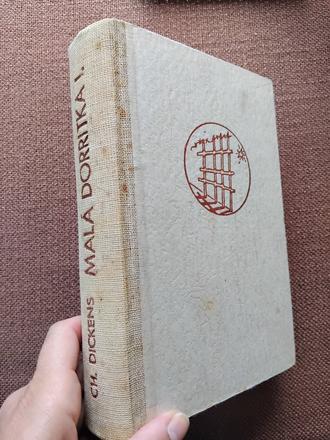 CH. DICKENS MALÁ DORRITKA I.